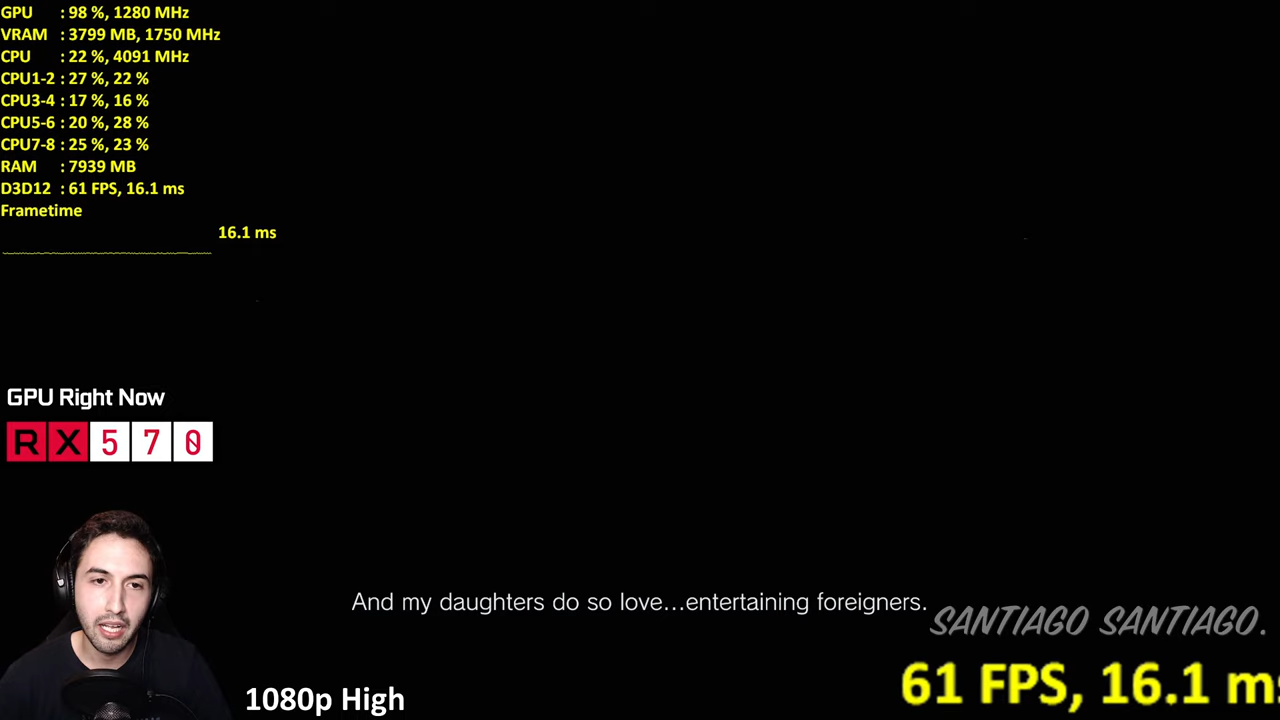 GPU : 98 %, 1280 MHz
VRAM : 3799 MB, 1750 MHz
CPU : 22 %, 4091 MHz
CPU1-2 : 27 %, 22 %
CPU3-4 : 17 %, 16 %
CPU5-6 : 20 %, 28 %
CPU7-8 : 25 %, 23 %
RAM : 7939 MB
D3D12 : 61 FPS, 16.1 ms
Frametime
16.1 ms
GPU Right Now
RX 570
And my daughters do so love...entertaining foreigners.
SANTIAGO SANTIAGO.
61 FPS, 16.1 ms
1080p High